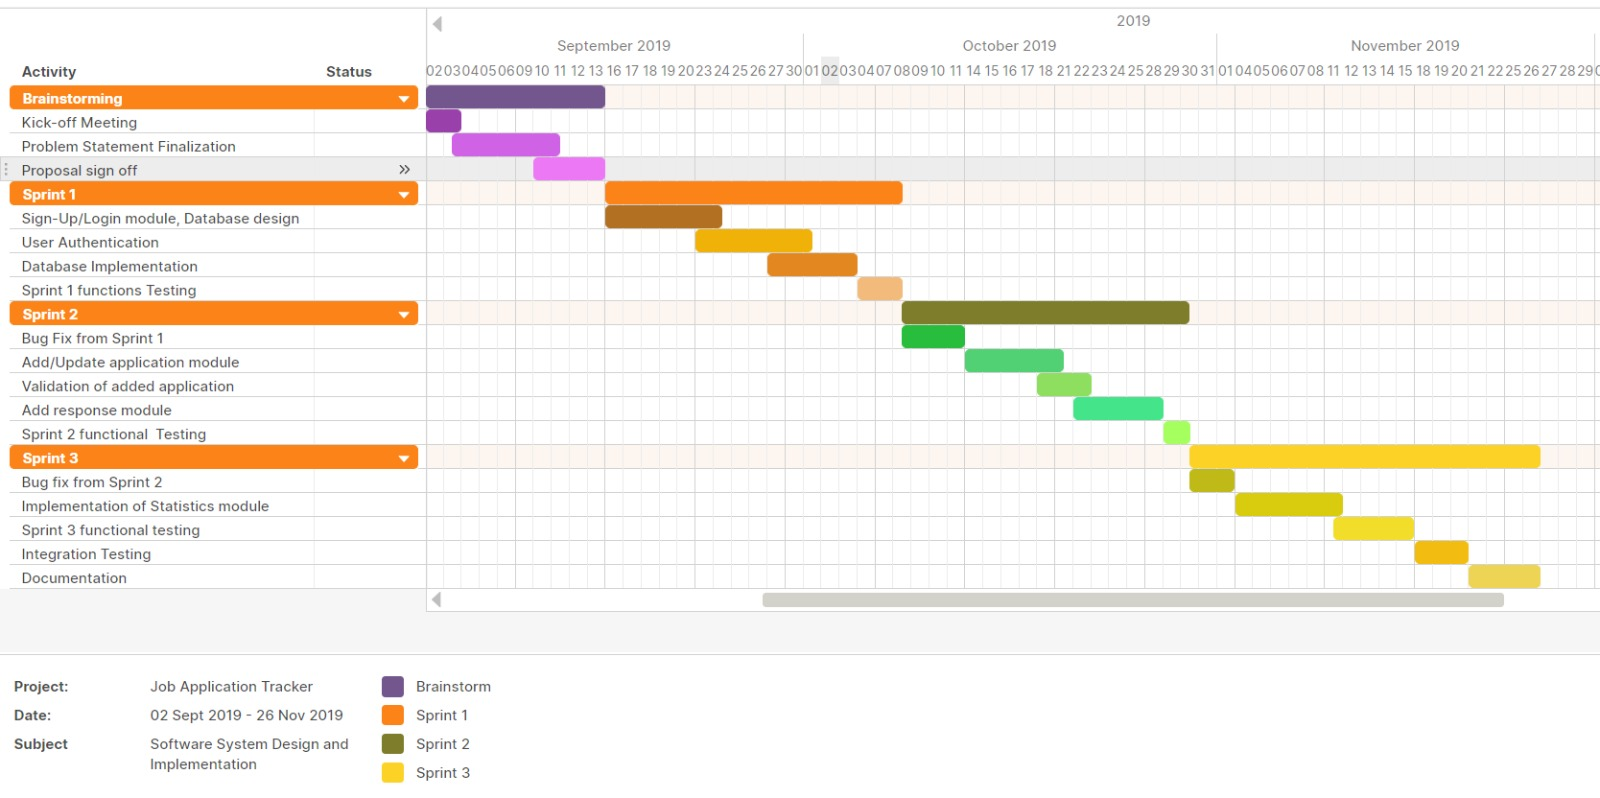 2019
September 2019 October 2019 November 2019
Activity Status 02 03 04 05 06 09 10 11 12 13 16 17 18 19 20 23 24 25 26 27 30 01 02 03 04 07 08 09 10 11 14 15 16 17 18 21 22 23 24 25 28 29 30 31 01 04 05 06 07 08 11 12 13 14 15 18 19 20 21 22 25 26 27 28 29
Brainstorming
Kick-off Meeting
Problem Statement Finalization
Proposal sign off
Sprint 1
Sign-Up/Login module, Database design
User Authentication
Database Implementation
Sprint 1 functions Testing
Sprint 2
Bug Fix from Sprint 1
Add/Update application module
Validation of added application
Add response module
Sprint 2 functional  Testing
Sprint 3
Bug fix from Sprint 2
Implementation of Statistics module
Sprint 3 functional testing
Integration Testing
Documentation
Project: Job Application Tracker Brainstorm
Date: 02 Sept 2019 - 26 Nov 2019 Sprint 1
Subject Software System Design and Sprint 2
Implementation
Sprint 3